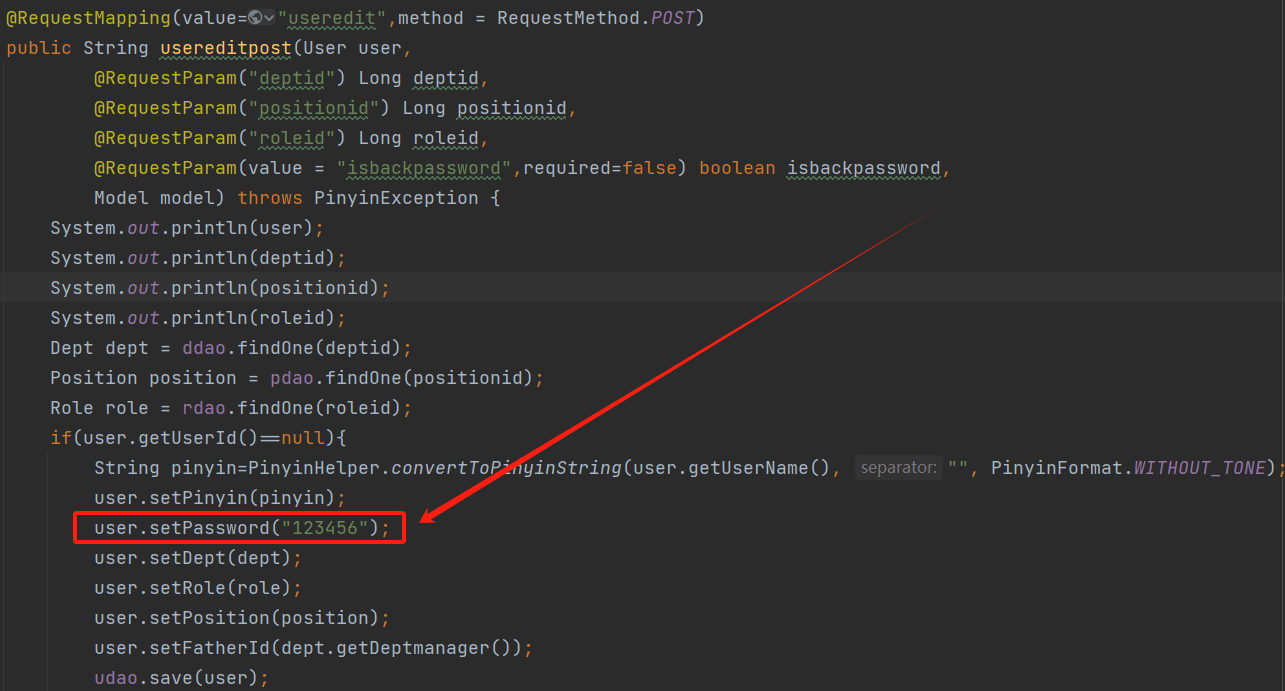 @RequestMapping(value="useredit",method = RequestMethod.POST)
public String usereditpost(User user,
@RequestParam("deptid") Long deptid,
@RequestParam("positionid") Long positionid,
@RequestParam("roleid") Long roleid,
@RequestParam(value = "isbackpassword",required=false) boolean isbackpassword,
Model model) throws PinyinException {
System.out.println(user);
System.out.println(deptid);
System.out.println(positionid);
System.out.println(roleid);
Dept dept = ddao.findOne(deptid);
Position position = pdao.findOne(positionid);
Role role = rdao.findOne(roleid);
if(user.getUserId()==null){
String pinyin=PinyinHelper.convertToPinyinString(user.getUserName(), separator: "", PinyinFormat.WITHOUT_TONE);
user.setPinyin(pinyin);
user.setPassword("123456");
user.setDept(dept);
user.setRole(role);
user.setPosition(position);
user.setFatherId(dept.getDeptmanager());
udao.save(user);